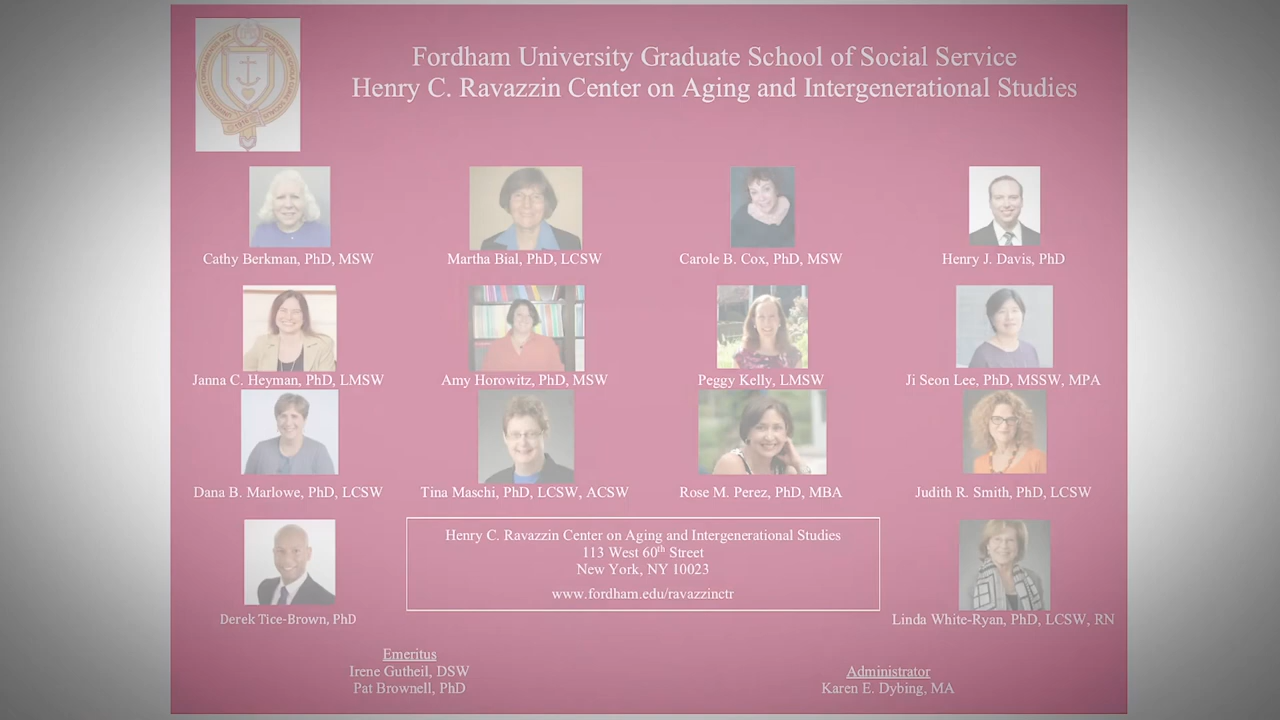 Fordham University Graduate School of Social Service
Henry C. Ravazzin Center on Aging and Intergenerational Studies
Cathy Berkman, PhD, MSW
Martha Bial, PhD, LCSW
Carole B. Cox, PhD, MSW
Henry J. Davis, PhD
Janna C. Heyman, PhD, LMSW
Amy Horowitz, PhD, MSW
Peggy Kelly, LMSW
Ji Seon Lee, PhD, MSSW, MPA
Dana B. Marlowe, PhD, LCSW
Tina Maschi, PhD, LCSW, ACSW
Rose M. Perez, PhD, MBA
Judith R. Smith, PhD, LCSW
Henry C. Ravazzin Center on Aging and Intergenerational Studies
113 West 60th Street
New York, NY 10023
www.fordham.edu/ravazzinctr
Derek Tice-Brown, PhD
Linda White-Ryan, PhD, LCSW, RN
Emeritus
Irene Gutheil, DSW
Pat Brownell, PhD
Administrator
Karen E. Dybing, MA